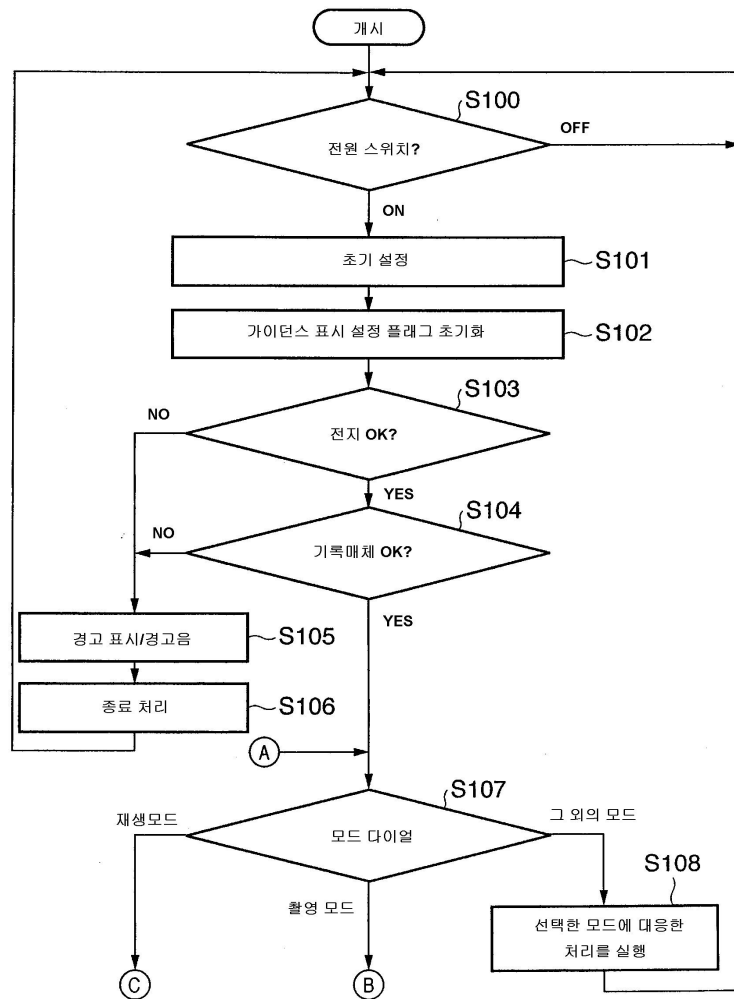 개시
S100
전원 스위치?
OFF
ON
초기 설정
S101
가이던스 표시 설정 플래그 초기화
S102
S103
NO
전지 OK?
YES
S104
NO
기록매체 OK?
YES
경고 표시/경고음
S105
종료 처리
S106
A
S107
재생모드
그 외의 모드
모드 다이얼
S108
촬영 모드
선택한 모드에 대응한
처리를 실행
C
B